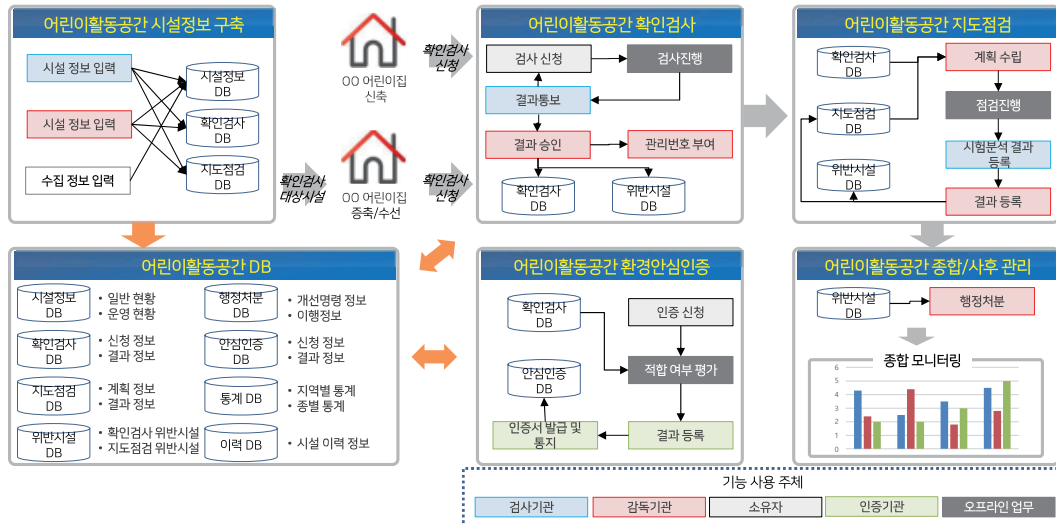 어린이활동공간 시설정보 구축
시설 정보 입력
시설 정보 입력
수집 정보 입력
시설정보
DB
확인검사
DB
지도점검
DB
확인검사
대상시설
OO 어린이집
신축
OO 어린이집
증축/수선
확인검사
신청
확인검사
신청
어린이활동공간 확인검사
검사 신청
검사진행
결과통보
결과 승인
관리번호 부여
확인검사
DB
위반시설
DB
어린이활동공간 지도점검
확인검사
DB
지도점검
DB
위반시설
DB
계획 수립
점검진행
시험분석 결과
등록
결과 등록
어린이활동공간 DB
시설정보
DB
• 일반 현황
• 운영 현황
확인검사
DB
• 신청 정보
• 결과 정보
지도점검
DB
• 계획 정보
• 결과 정보
위반시설
DB
• 확인검사 위반시설
• 지도점검 위반시설
행정처분
DB
• 개선명령 정보
• 이행정보
안심인증
DB
• 신청 정보
• 결과 정보
통계 DB
• 지역별 통계
• 종별 통계
이력 DB
• 시설 이력 정보
어린이활동공간 환경안심인증
확인검사
DB
안심인증
DB
인증 신청
적합 여부 평가
결과 등록
인증서 발급 및
통지
어린이활동공간 종합/사후 관리
위반시설
DB
행정처분
종합 모니터링
6
5
4
3
2
1
0
기능 사용 주체
검사기관
감독기관
소유자
인증기관
오프라인 업무